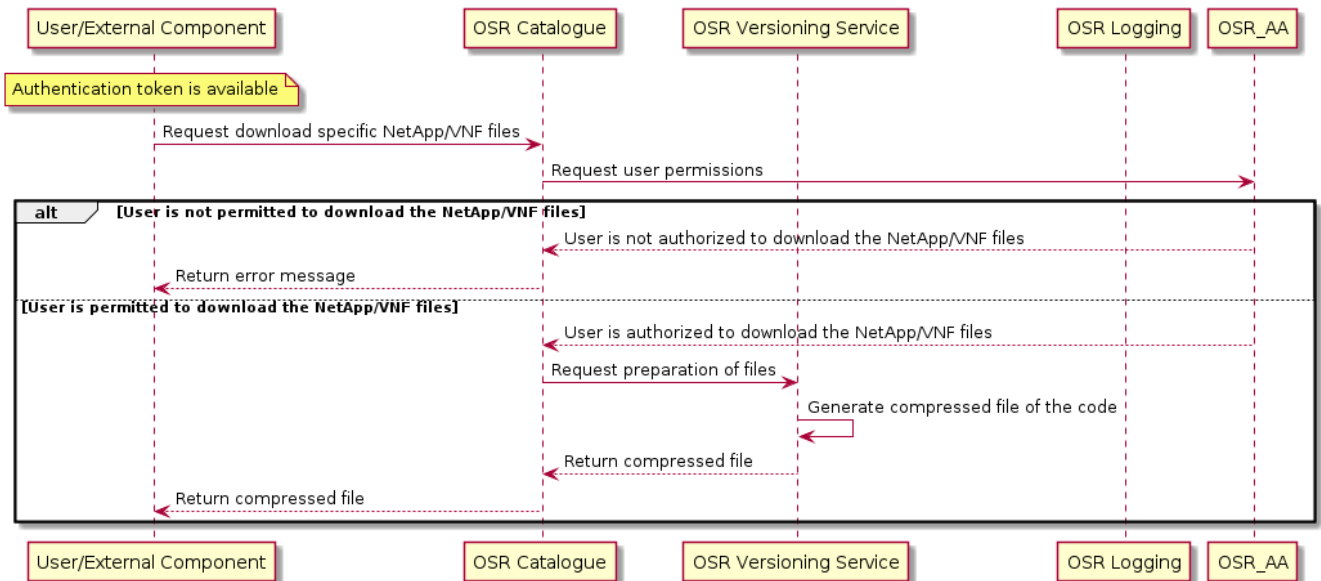 User/External Component
OSR Catalogue
OSR Versioning Service
OSR Logging
OSR_AA
Authentication token is available
Request download specific NetApp/VNF files
Request user permissions
alt
[User is not permitted to download the NetApp/VNF files]
User is not authorized to download the NetApp/VNF files
Return error message
[User is permitted to download the NetApp/VNF files]
User is authorized to download the NetApp/VNF files
Request preparation of files
Generate compressed file of the code
Return compressed file
Return compressed file
User/External Component
OSR Catalogue
OSR Versioning Service
OSR Logging
OSR_AA